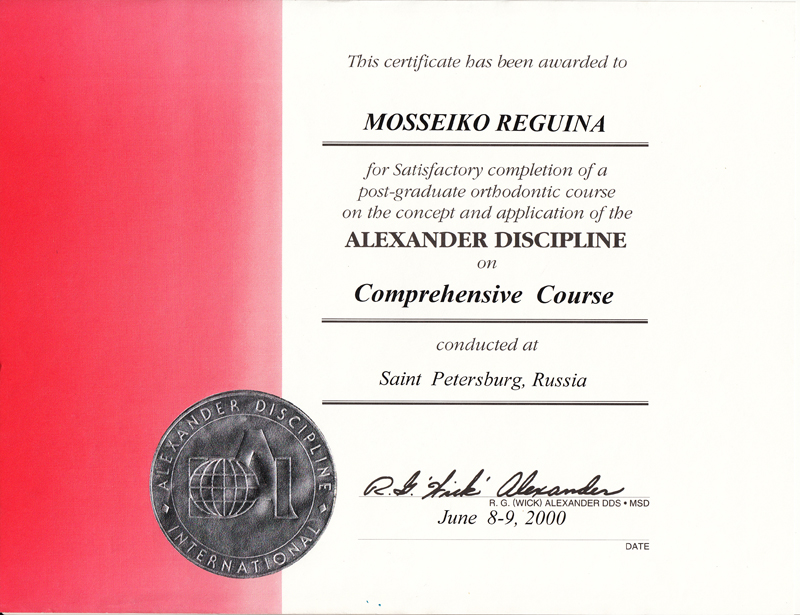 This certificate has been awarded to
MOSSEIKO REGUINA
for Satisfactory completion of a
post-graduate orthodontic course
on the concept and application of the
ALEXANDER DISCIPLINE
on
Comprehensive Course
conducted at
Saint Petersburg, Russia
R. G. 'Wick' Alexander
R. G. (WICK) ALEXANDER DDS • MSD
June 8-9, 2000
DATE
ALEXANDER DISCIPLINE
INTERNATIONAL